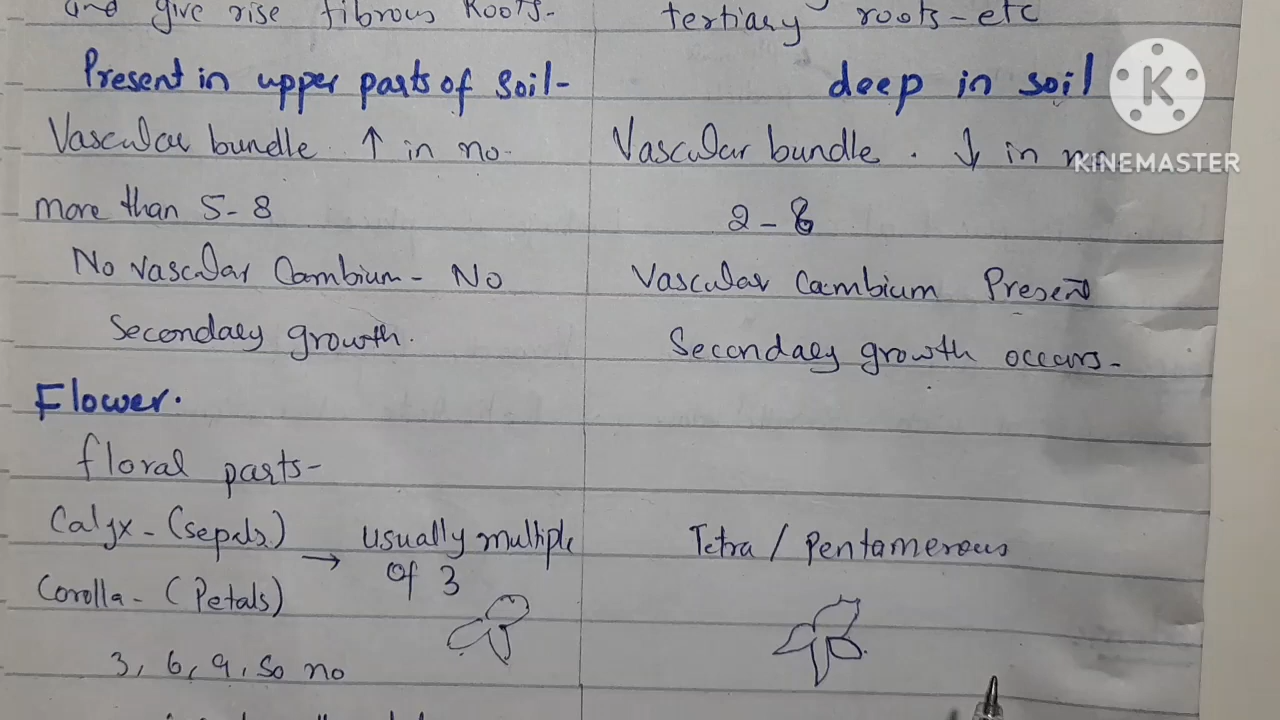 and give rise fibrous Roots-
Present in upper parts of soil-
Vascular bundle ↑ in no.
more than 5-8
No vascular Cambium - No
Secondary growth.
Flower.
floral parts-
Calyx - (sepals)
→ usually multiple
of 3
Corolla - (Petals)
3, 6, 9, so no
tertiary roots-etc
deep in soil
Vascular bundle. ↓ in no
2-6
Vascular Cambium Present
Secondary growth occurs-
Tetra / Pentamerous
K
KINEMASTER